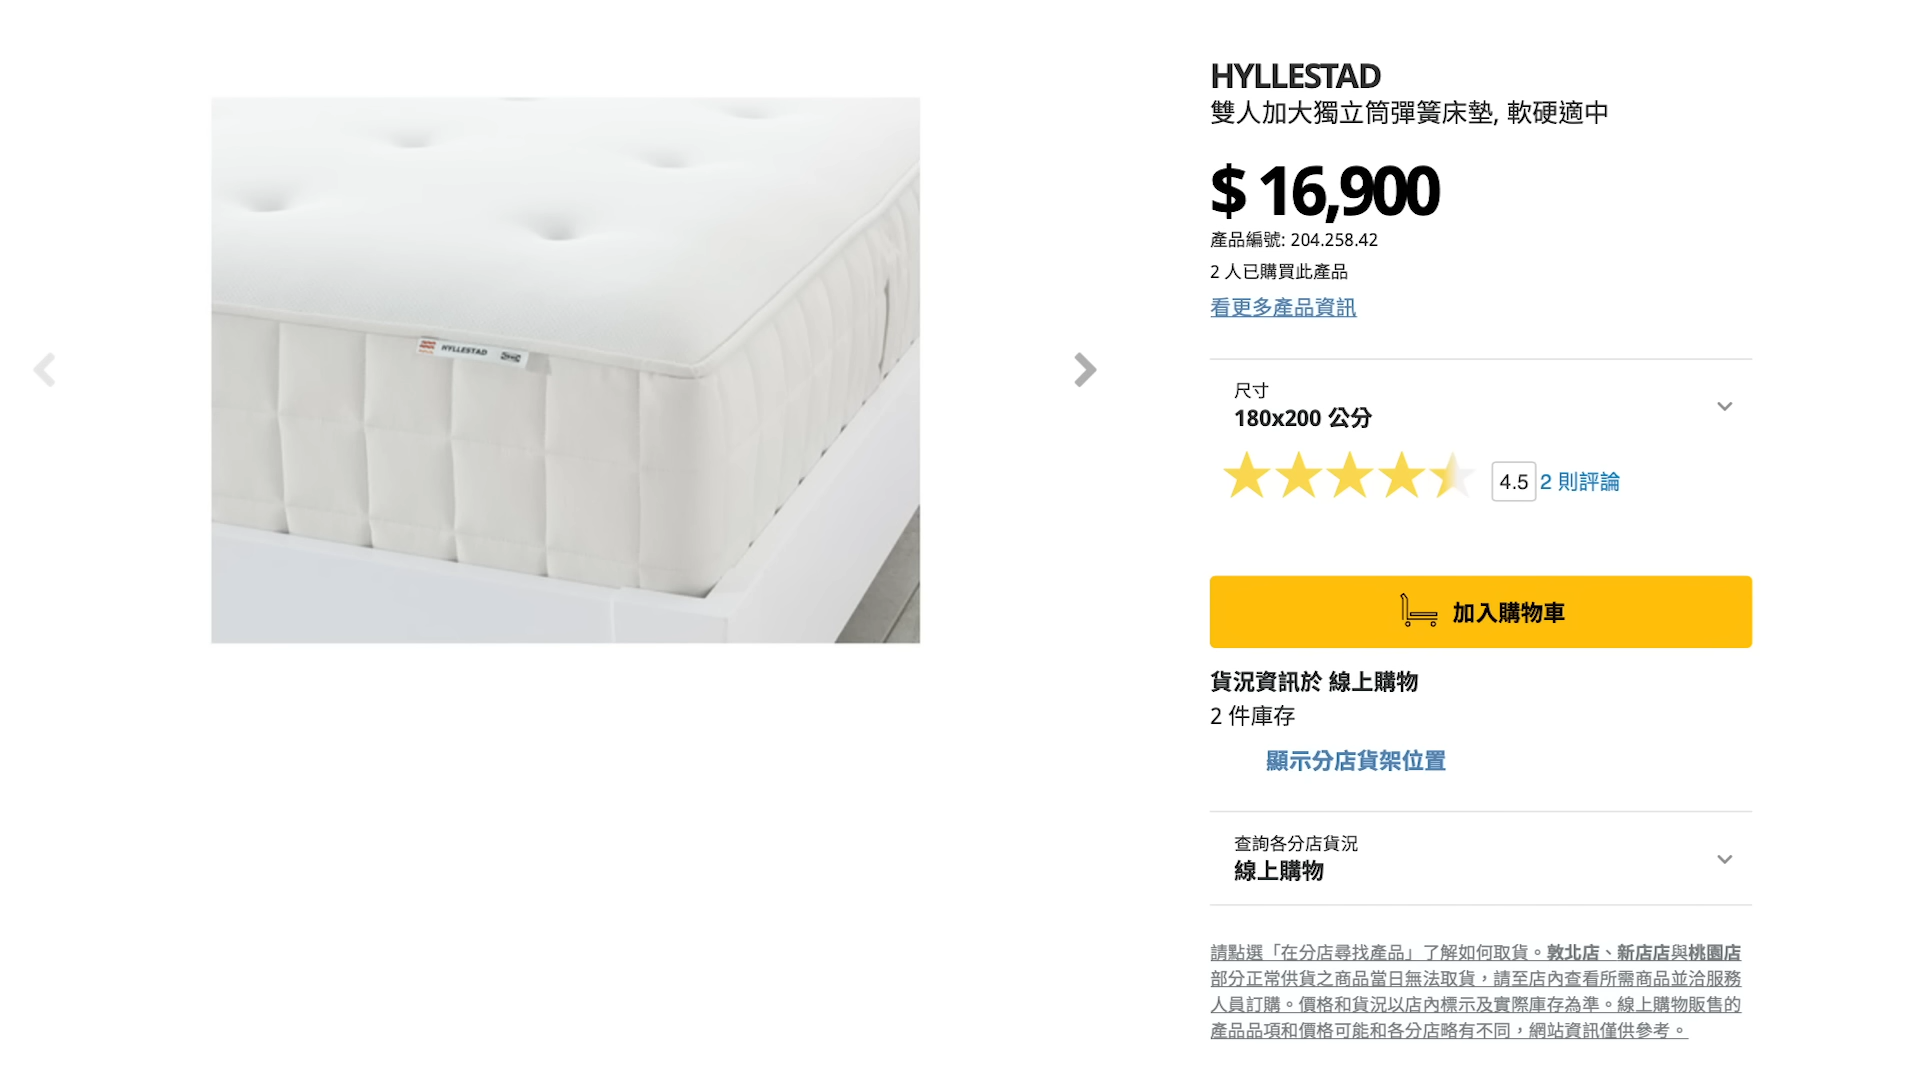 HYLLESTAD
雙人加大獨立筒彈簧床墊, 軟硬適中
$ 16,900
產品編號: 204.258.42
2 人已購買此產品
看更多產品資訊
HYLLESTAD
IKEA
尺寸
180x200 公分
4.5 2 則評論
加入購物車
貨況資訊於 線上購物
2 件庫存
顯示分店貨架位置
查詢各分店貨況
線上購物
請點選「在分店尋找產品」了解如何取貨。敦北店、新店店與桃園店
部分正常供貨之商品當日無法取貨，請至店內查看所需商品並洽服務
人員訂購。價格和貨況以店內標示及實際庫存為準。線上購物販售的
產品品項和價格可能和各分店略有不同，網站資訊僅供參考。